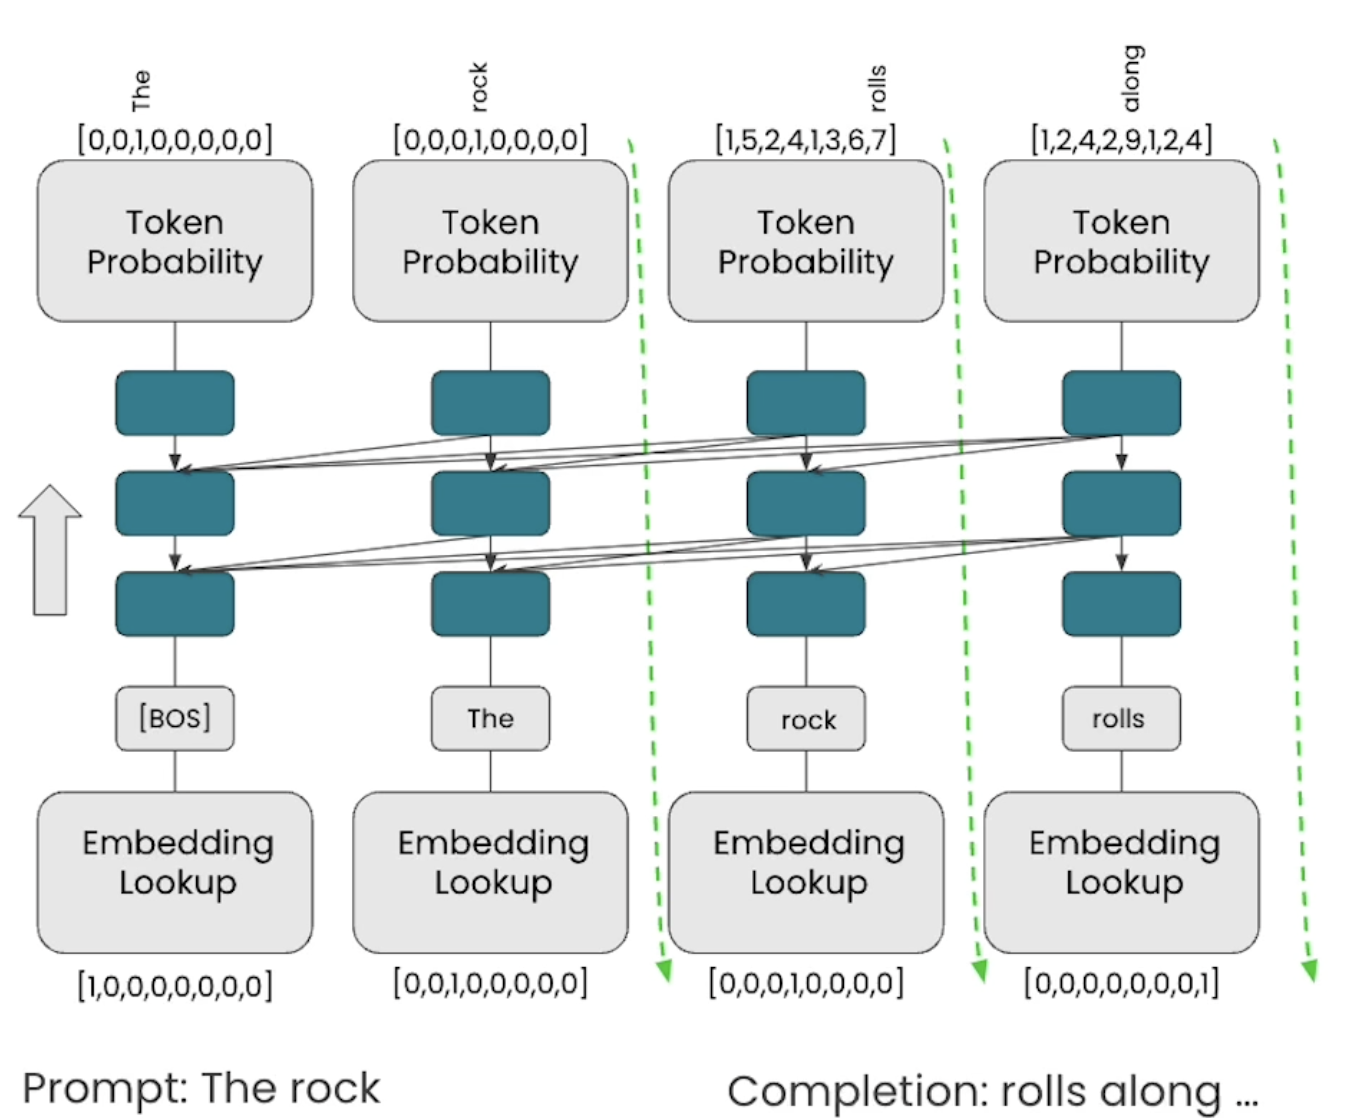 The
rock
rolls
along
[0,0,1,0,0,0,0,0]
[0,0,0,1,0,0,0,0]
[1,5,2,4,1,3,6,7]
[1,2,4,2,9,1,2,4]
Token
Probability
Token
Probability
Token
Probability
Token
Probability
[BOS]
The
rock
rolls
Embedding
Lookup
Embedding
Lookup
Embedding
Lookup
Embedding
Lookup
[1,0,0,0,0,0,0,0]
[0,0,1,0,0,0,0,0]
[0,0,0,1,0,0,0,0]
[0,0,0,0,0,0,0,1]
Prompt: The rock
Completion: rolls along ...